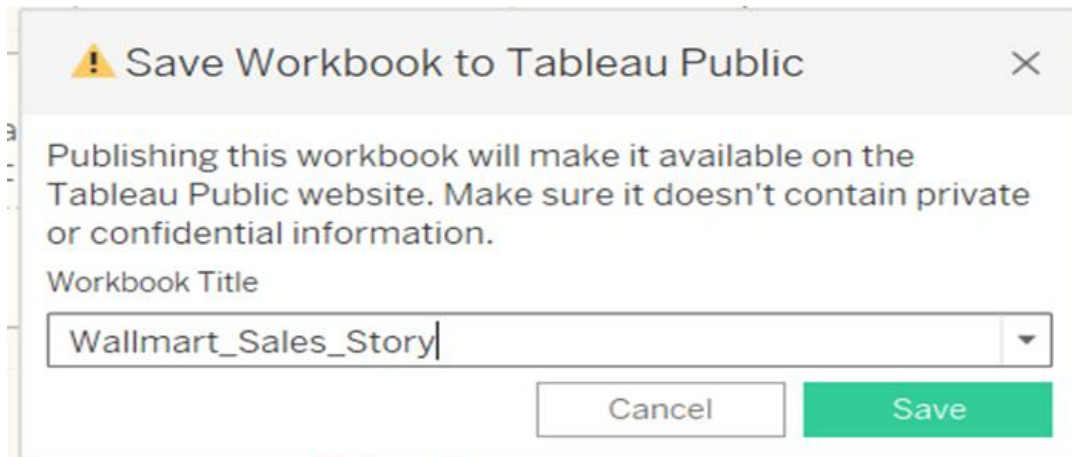 Save Workbook to Tableau Public
Publishing this workbook will make it available on the
Tableau Public website. Make sure it doesn't contain private
or confidential information.
Workbook Title
Wallmart_Sales_Story
Cancel
Save